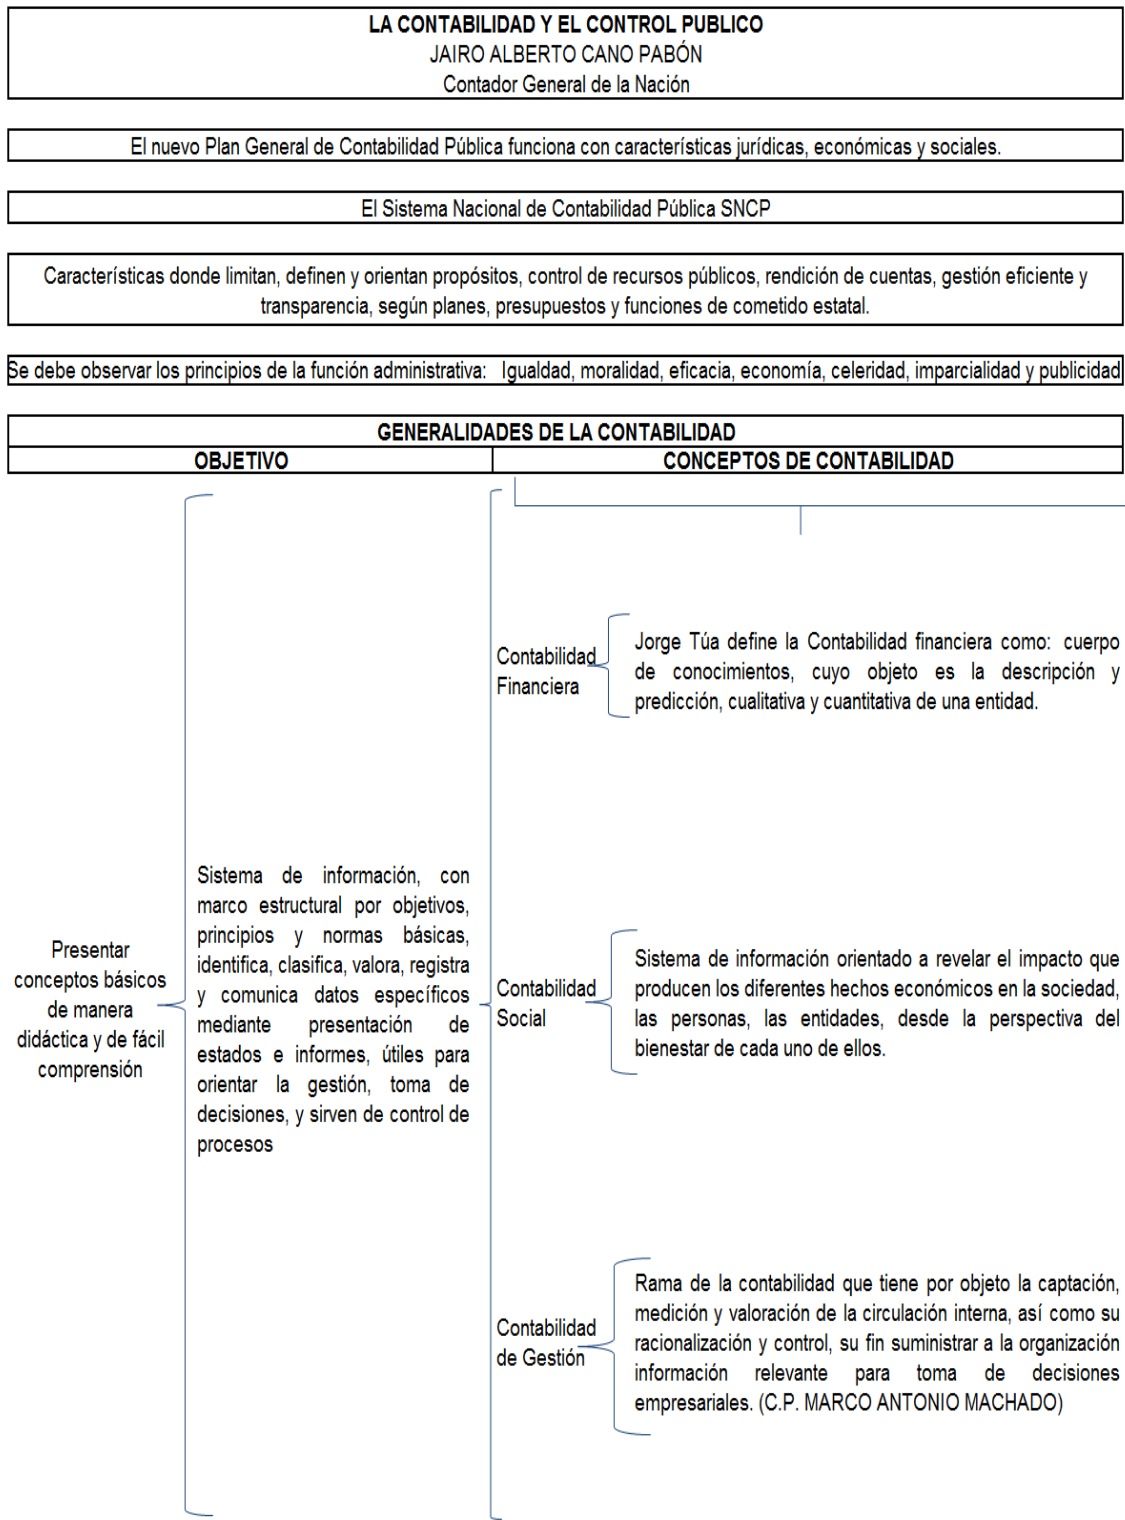 LA CONTABILIDAD Y EL CONTROL PUBLICO
JAIRO ALBERTO CANO PABÓN
Contador General de la Nación
El nuevo Plan General de Contabilidad Pública funciona con características jurídicas, económicas y sociales.
El Sistema Nacional de Contabilidad Pública SNCP
Características donde limitan, definen y orientan propósitos, control de recursos públicos, rendición de cuentas, gestión eficiente y
transparencia, según planes, presupuestos y funciones de cometido estatal.
Se debe observar los principios de la función administrativa: Igualdad, moralidad, eficacia, economía, celeridad, imparcialidad y publicidad
GENERALIDADES DE LA CONTABILIDAD
OBJETIVO
CONCEPTOS DE CONTABILIDAD
Presentar
conceptos básicos
de manera
didáctica y de fácil
comprensión
Sistema de información, con
marco estructural por objetivos,
principios y normas básicas,
identifica, clasifica, valora, registra
y comunica datos específicos
mediante presentación de
estados e informes, útiles para
orientar la gestión, toma de
decisiones, y sirven de control de
procesos
Contabilidad
Financiera
Jorge Túa define la Contabilidad financiera como: cuerpo
de conocimientos, cuyo objeto es la descripción y
predicción, cualitativa y cuantitativa de una entidad.
Contabilidad
Social
Sistema de información orientado a revelar el impacto que
producen los diferentes hechos económicos en la sociedad,
las personas, las entidades, desde la perspectiva del
bienestar de cada uno de ellos.
Contabilidad
de Gestión
Rama de la contabilidad que tiene por objeto la captación,
medición y valoración de la circulación interna, así como su
racionalización y control, su fin suministrar a la organización
información relevante para toma de decisiones
empresariales. (C.P. MARCO ANTONIO MACHADO)